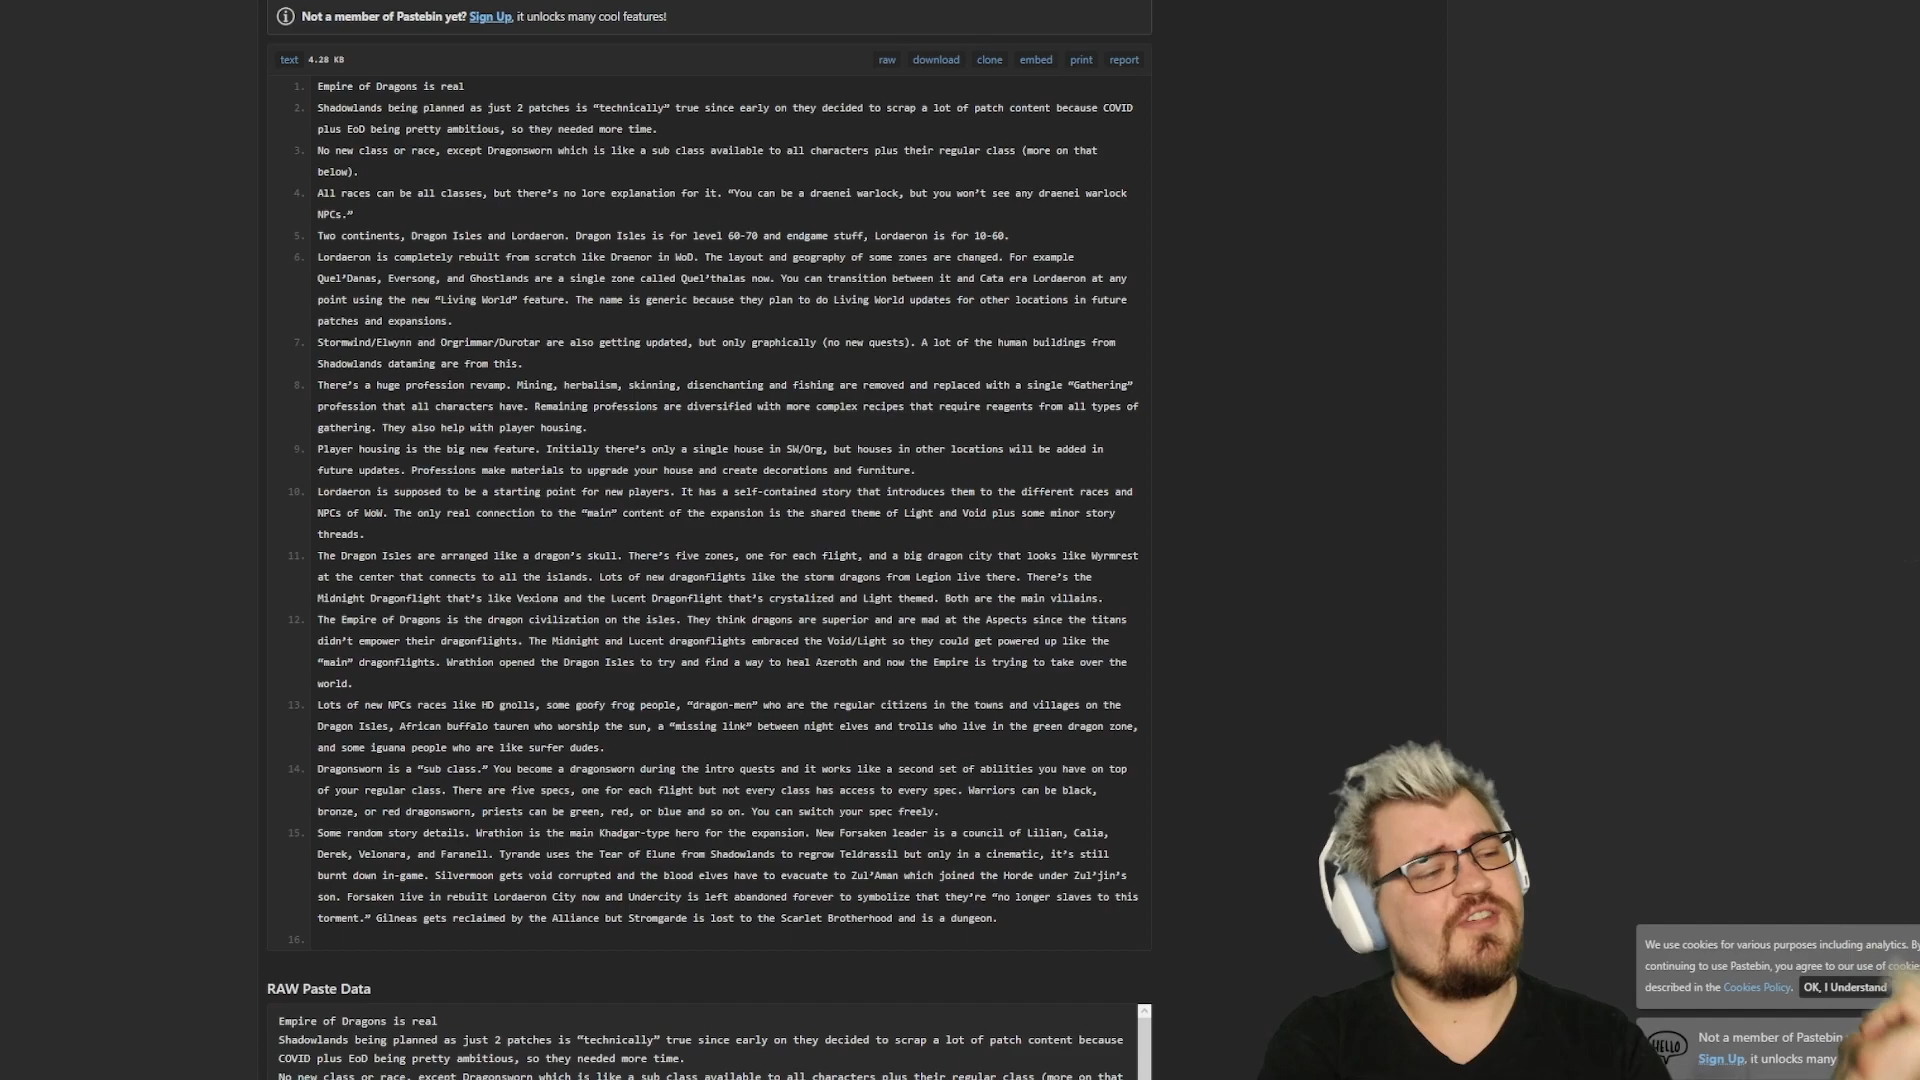 Not a member of Pastebin yet? Sign Up, it unlocks many cool features!
text 4.28 KB raw download clone embed print report
1. Empire of Dragons is real
2. Shadowlands being planned as just 2 patches is “technically” true since early on they decided to scrap a lot of patch content because COVID
plus EoD being pretty ambitious, so they needed more time.
3. No new class or race, except Dragonsworn which is like a sub class available to all characters plus their regular class (more on that
below).
4. All races can be all classes, but there’s no lore explanation for it. “You can be a draenei warlock, but you won’t see any draenei warlock
NPCs.”
5. Two continents, Dragon Isles and Lordaeron. Dragon Isles is for level 60-70 and endgame stuff, Lordaeron is for 10-60.
6. Lordaeron is completely rebuilt from scratch like Draenor in WoD. The layout and geography of some zones are changed. For example
Quel’Danas, Eversong, and Ghostlands are a single zone called Quel’thalas now. You can transition between it and Cata era Lordaeron at any
point using the new “Living World” feature. The name is generic because they plan to do Living World updates for other locations in future
patches and expansions.
7. Stormwind/Elwynn and Orgrimmar/Durotar are also getting updated, but only graphically (no new quests). A lot of the human buildings from
Shadowlands dataming are from this.
8. There’s a huge profession revamp. Mining, herbalism, skinning, disenchanting and fishing are removed and replaced with a single “Gathering”
profession that all characters have. Remaining professions are diversified with more complex recipes that require reagents from all types of
gathering. They also help with player housing.
9. Player housing is the big new feature. Initially there’s only a single house in SW/Org, but houses in other locations will be added in
future updates. Professions make materials to upgrade your house and create decorations and furniture.
10. Lordaeron is supposed to be a starting point for new players. It has a self-contained story that introduces them to the different races and
NPCs of WoW. The only real connection to the “main” content of the expansion is the shared theme of Light and Void plus some minor story
threads.
11. The Dragon Isles are arranged like a dragon’s skull. There’s five zones, one for each flight, and a big dragon city that looks like Wyrmrest
at the center that connects to all the islands. Lots of new dragonflights like the storm dragons from Legion live there. There’s the
Midnight Dragonflight that’s like Vexiona and the Lucent Dragonflight that’s crystalized and Light themed. Both are the main villains.
12. The Empire of Dragons is the dragon civilization on the isles. They think dragons are superior and are mad at the Aspects since the titans
didn’t empower their dragonflights. The Midnight and Lucent dragonflights embraced the Void/Light so they could get powered up like the
“main” dragonflights. Wrathion opened the Dragon Isles to try and find a way to heal Azeroth and now the Empire is trying to take over the
world.
13. Lots of new NPCs races like HD gnolls, some goofy frog people, “dragon-men” who are the regular citizens in the towns and villages on the
Dragon Isles, African buffalo tauren who worship the sun, a “missing link” between night elves and trolls who live in the green dragon zone,
and some iguana people who are like surfer dudes.
14. Dragonsworn is a “sub class.” You become a dragonsworn during the intro quests and it works like a second set of abilities you have on top
of your regular class. There are five specs, one for each flight but not every class has access to every spec. Warriors can be black,
bronze, or red dragonsworn, priests can be green, red, or blue and so on. You can switch your spec freely.
15. Some random story details. Wrathion is the main Khadgar-type hero for the expansion. New Forsaken leader is a council of Lilian, Calia,
Derek, Velonara, and Faranell. Tyrande uses the Tear of Elune from Shadowlands to regrow Teldrassil but only in a cinematic, it’s still
burnt down in-game. Silvermoon gets void corrupted and the blood elves have to evacuate to Zul’Aman which joined the Horde under Zul’jin’s
son. Forsaken live in rebuilt Lordaeron City now and Undercity is left abandoned forever to symbolize that they’re “no longer slaves to this
torment.” Gilneas gets reclaimed by the Alliance but Stromgarde is lost to the Scarlet Brotherhood and is a dungeon.
16.
RAW Paste Data
Empire of Dragons is real
Shadowlands being planned as just 2 patches is “technically” true since early on they decided to scrap a lot of patch content because
COVID plus EoD being pretty ambitious, so they needed more time.
No new class or race, except Dragonsworn which is like a sub class available to all characters plus their regular class (more on that
We use cookies for various purposes including analytics. By
continuing to use Pastebin, you agree to our use of cookies
described in the Cookies Policy. OK, I Understand
HELLO
Not a member of Pastebin
Sign Up, it unlocks many